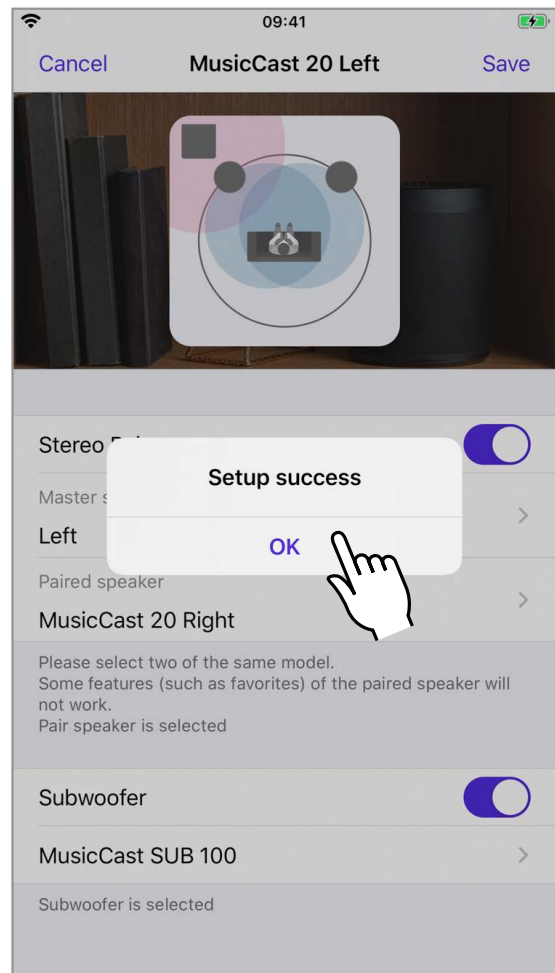 09:41
Cancel MusicCast 20 Left Save
Stereo
Setup success
Master
Left
OK
Paired speaker
MusicCast 20 Right
Please select two of the same model.
Some features (such as favorites) of the paired speaker will
not work.
Pair speaker is selected
Subwoofer
MusicCast SUB 100
Subwoofer is selected